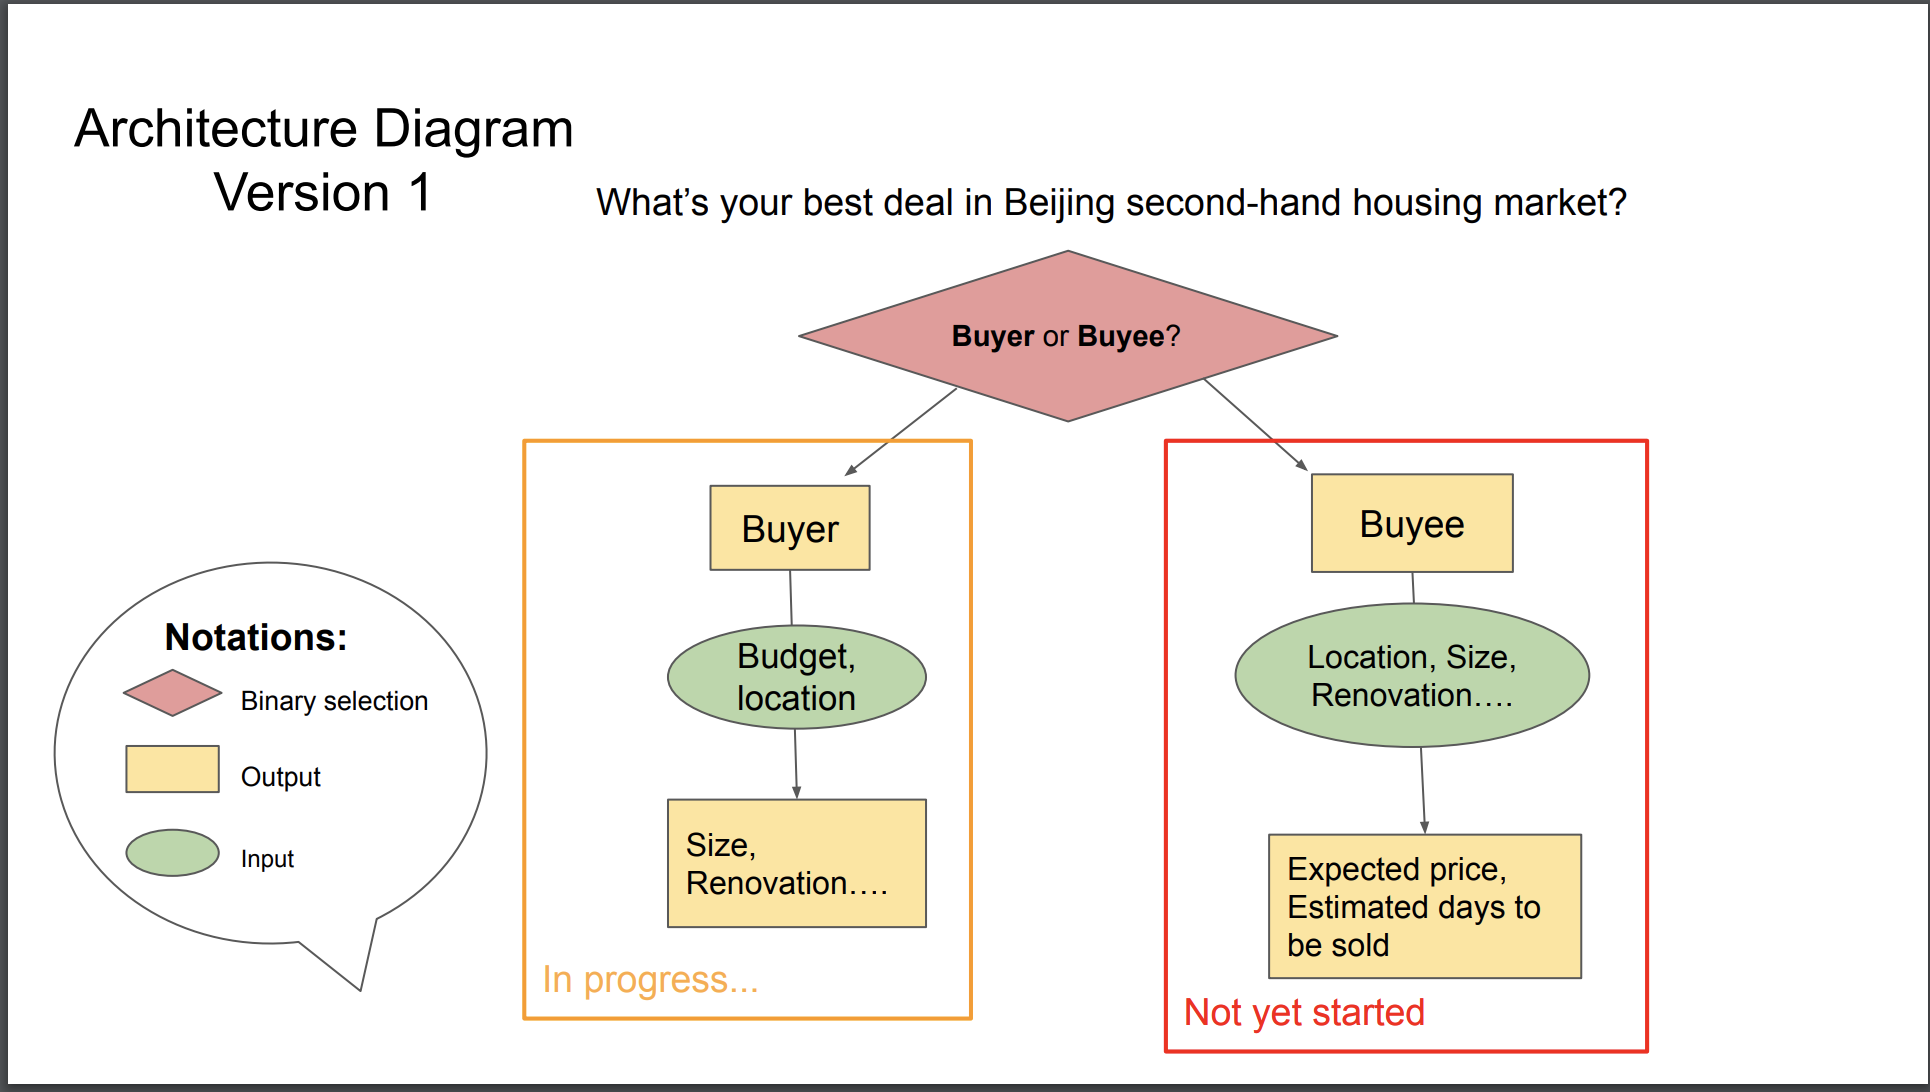 Architecture Diagram
Version 1
What’s your best deal in Beijing second-hand housing market?
Buyer or Buyee?
Buyer
Budget,
location
Size,
Renovation....
In progress...
Buyee
Location, Size,
Renovation....
Expected price,
Estimated days to
be sold
Not yet started
Notations:
Binary selection
Output
Input